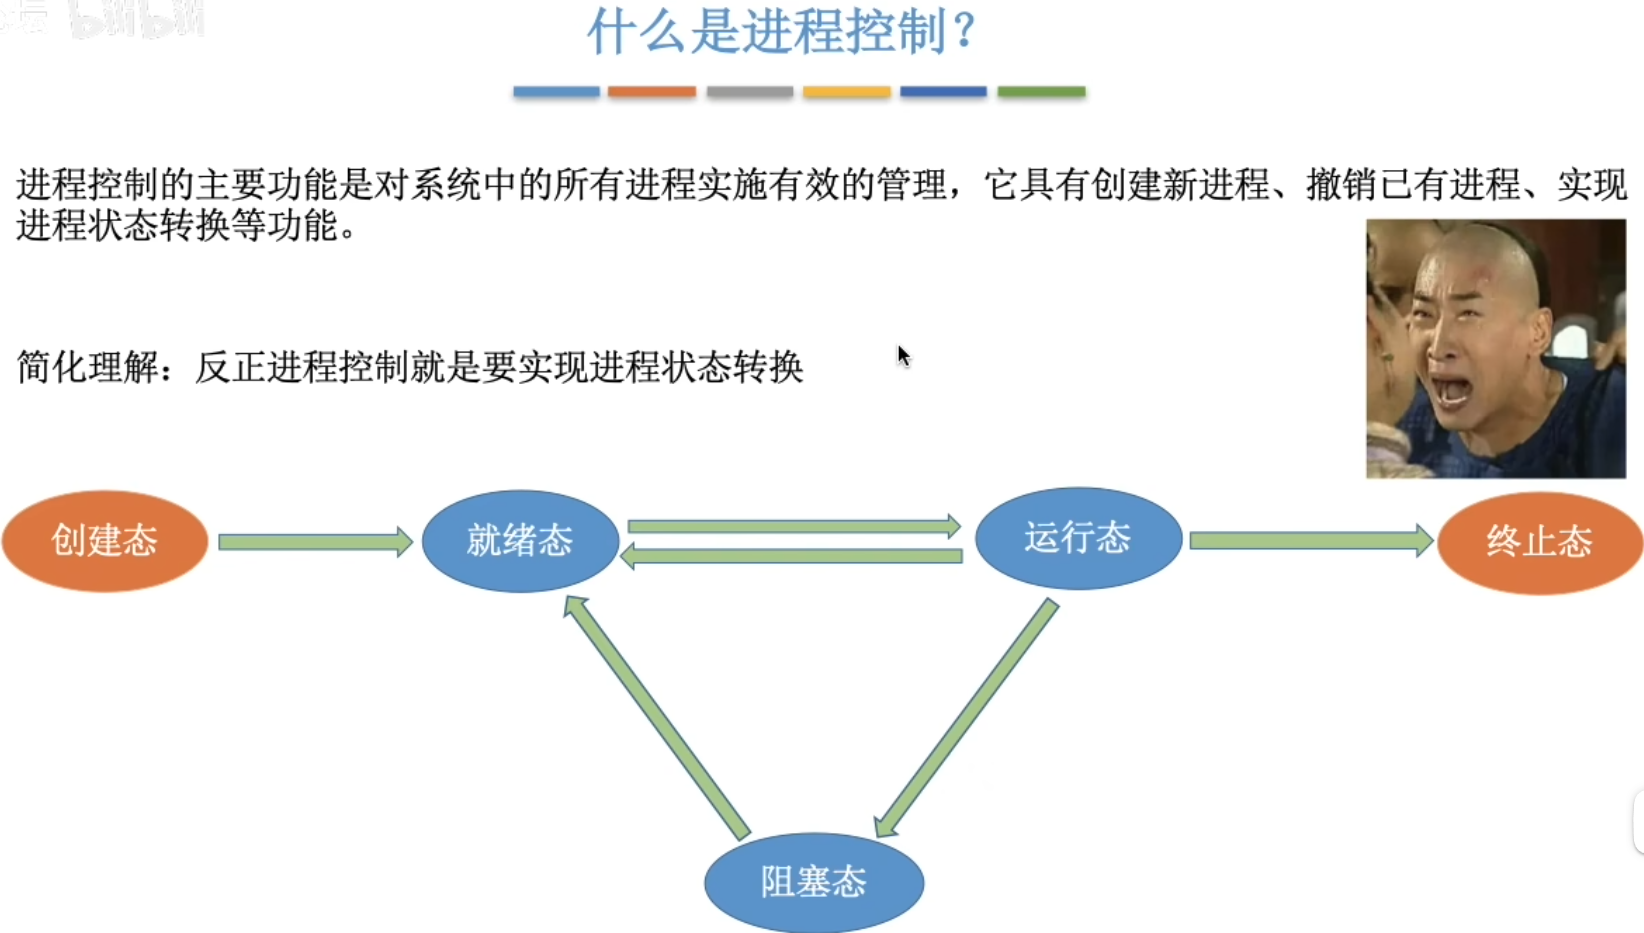 bilibili
什么是进程控制？
进程控制的主要功能是对系统中的所有进程实施有效的管理，它具有创建新进程、撤销已有进程、实现
进程状态转换等功能。
简化理解：反正进程控制就是要实现进程状态转换
创建态
就绪态
运行态
终止态
阻塞态